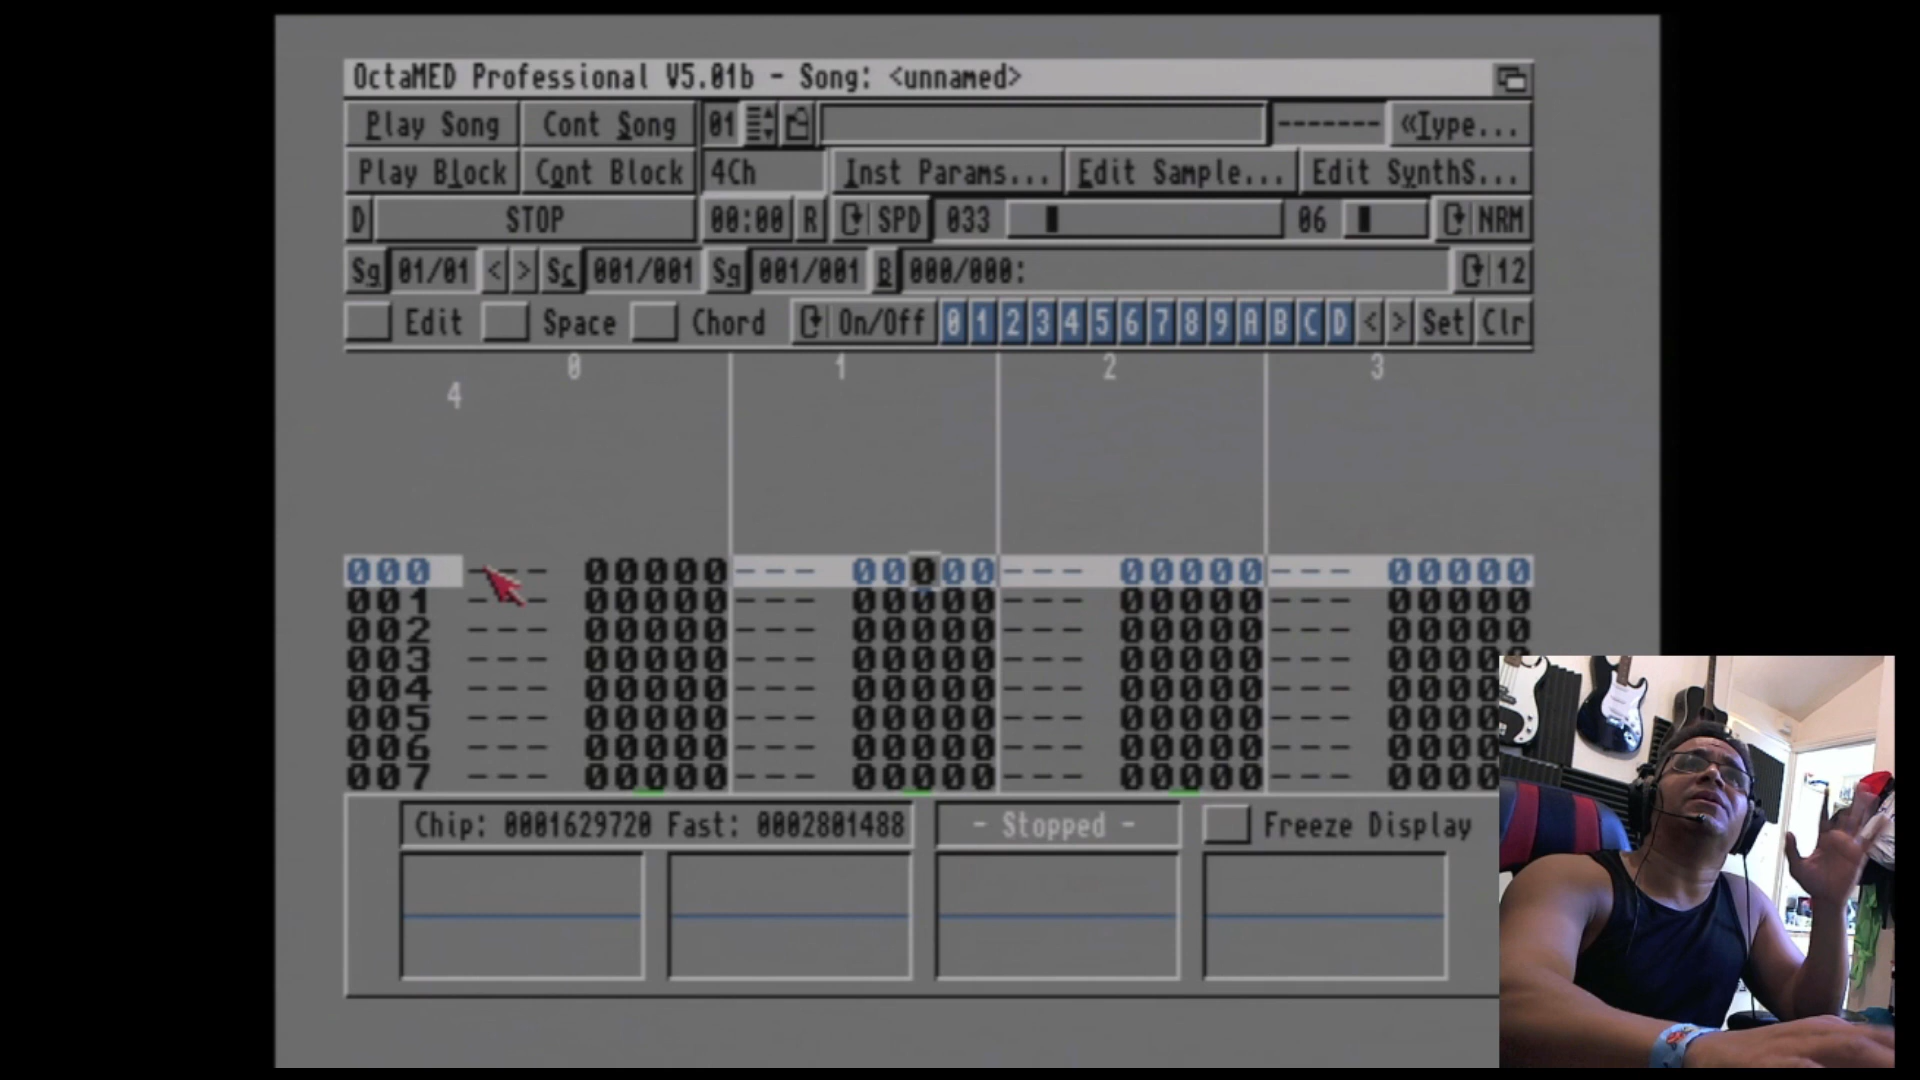 OctaMED Professional V5.01b - Song: <unnamed>
Play Song Cont Song 01 ------- «Type...
Play Block Cont Block 4Ch Inst Params... Edit Sample... Edit SynthS...
D STOP 00:00 R SPD 033 06 NRM
Sg 01/01 < > Sc 001/001 Sg 001/001 B 000/000: 12
Edit Space Chord On/Off 0 1 2 3 4 5 6 7 8 9 A B C D < > Set Clr
0 1 2 3
4
000 --- 00000 --- 00000 --- 00000 --- 00000
001 --- 00000 --- 00000 --- 00000 --- 00000
002 --- 00000 --- 00000 --- 00000 --- 00000
003 --- 00000 --- 00000 --- 00000 --- 00000
004 --- 00000 --- 00000 --- 00000 --- 00000
005 --- 00000 --- 00000 --- 00000 --- 0000
006 --- 00000 --- 00000 --- 00000 --- 0000
007 --- 00000 --- 00000 --- 00000 --- 0000
Chip: 0001629720 Fast: 0002801488 - Stopped - Freeze Display